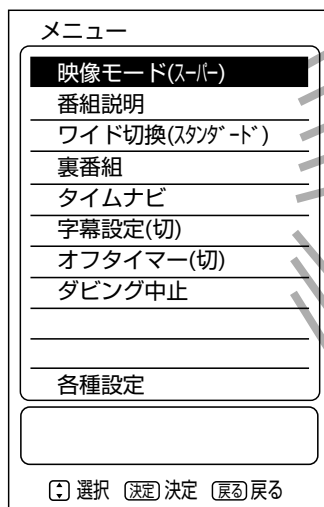 メニュー
映像モード(スーパー)
番組説明
ワイド切換(スタンダード)
裏番組
タイムナビ
字幕設定(切)
オフタイマー(切)
ダビング中止
各種設定
選択 決定 決定 戻る 戻る